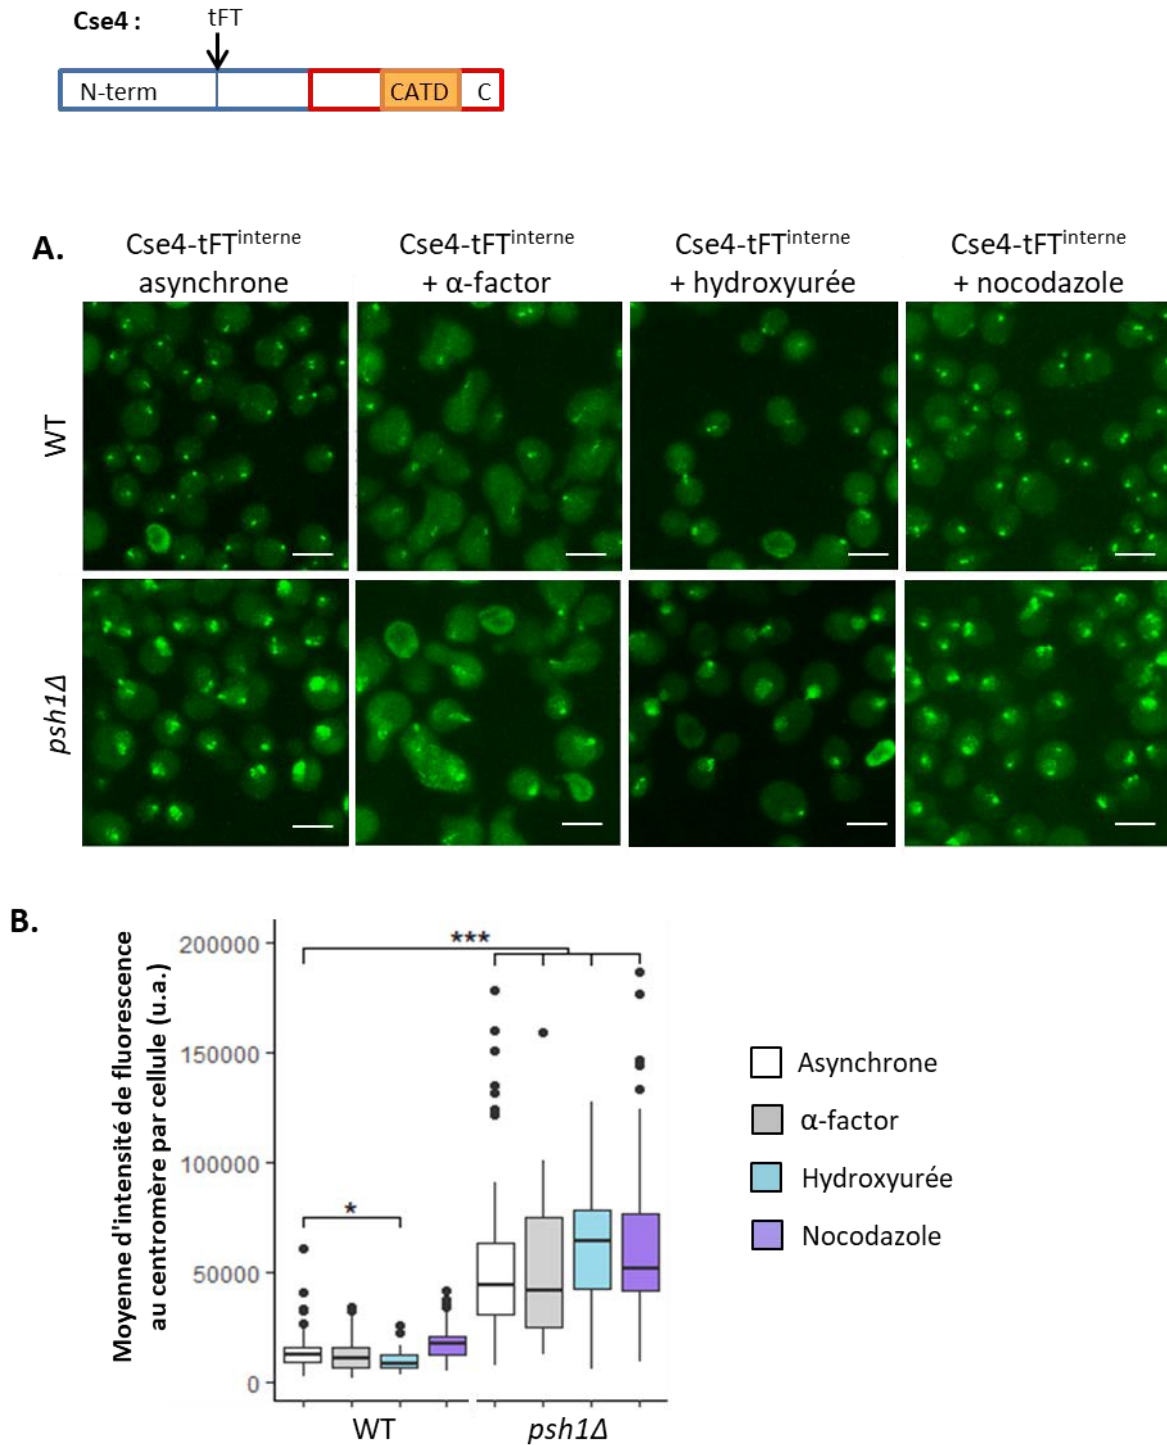 Cse4 :
tFT
N-term
CATD
C
A.
Cse4-tFTinterne
asynchrone
Cse4-tFTinterne
+ α-factor
Cse4-tFTinterne
+ hydroxyurée
Cse4-tFTinterne
+ nocodazole
WT
psh1Δ
B.
Moyenne d'intensité de fluorescence
au centromère par cellule (u.a.)
200000
150000
100000
50000
0
***
*
WT
psh1Δ
Asynchrone
α-factor
Hydroxyurée
Nocodazole